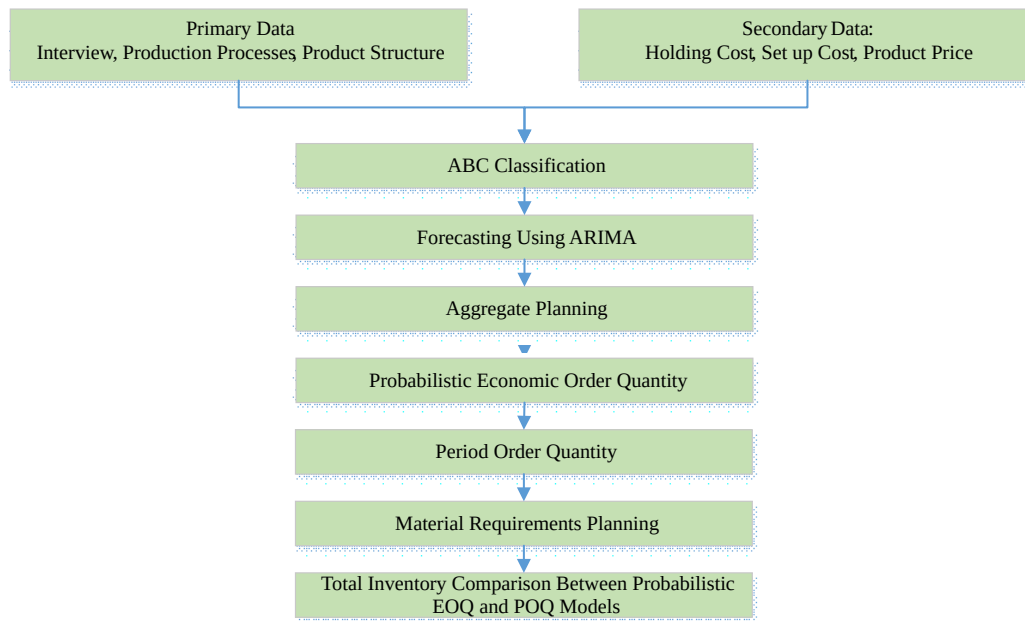 Primary Data
Interview, Production Processes, Product Structure
Secondary Data:
Holding Cost, Set up Cost, Product Price
ABC Classification
Forecasting Using ARIMA
Aggregate Planning
Probabilistic Economic Order Quantity
Period Order Quantity
Material Requirements Planning
Total Inventory Comparison Between Probabilistic
EOQ and POQ Models